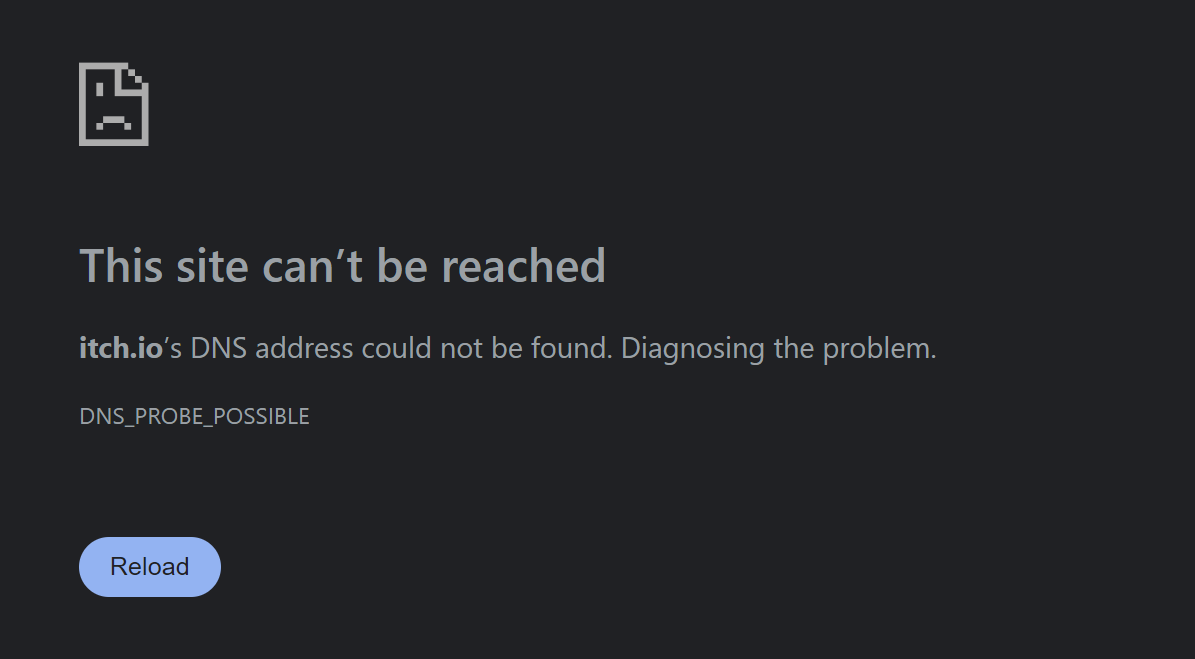 This site can’t be reached
itch.io’s DNS address could not be found. Diagnosing the problem.
DNS_PROBE_POSSIBLE
Reload